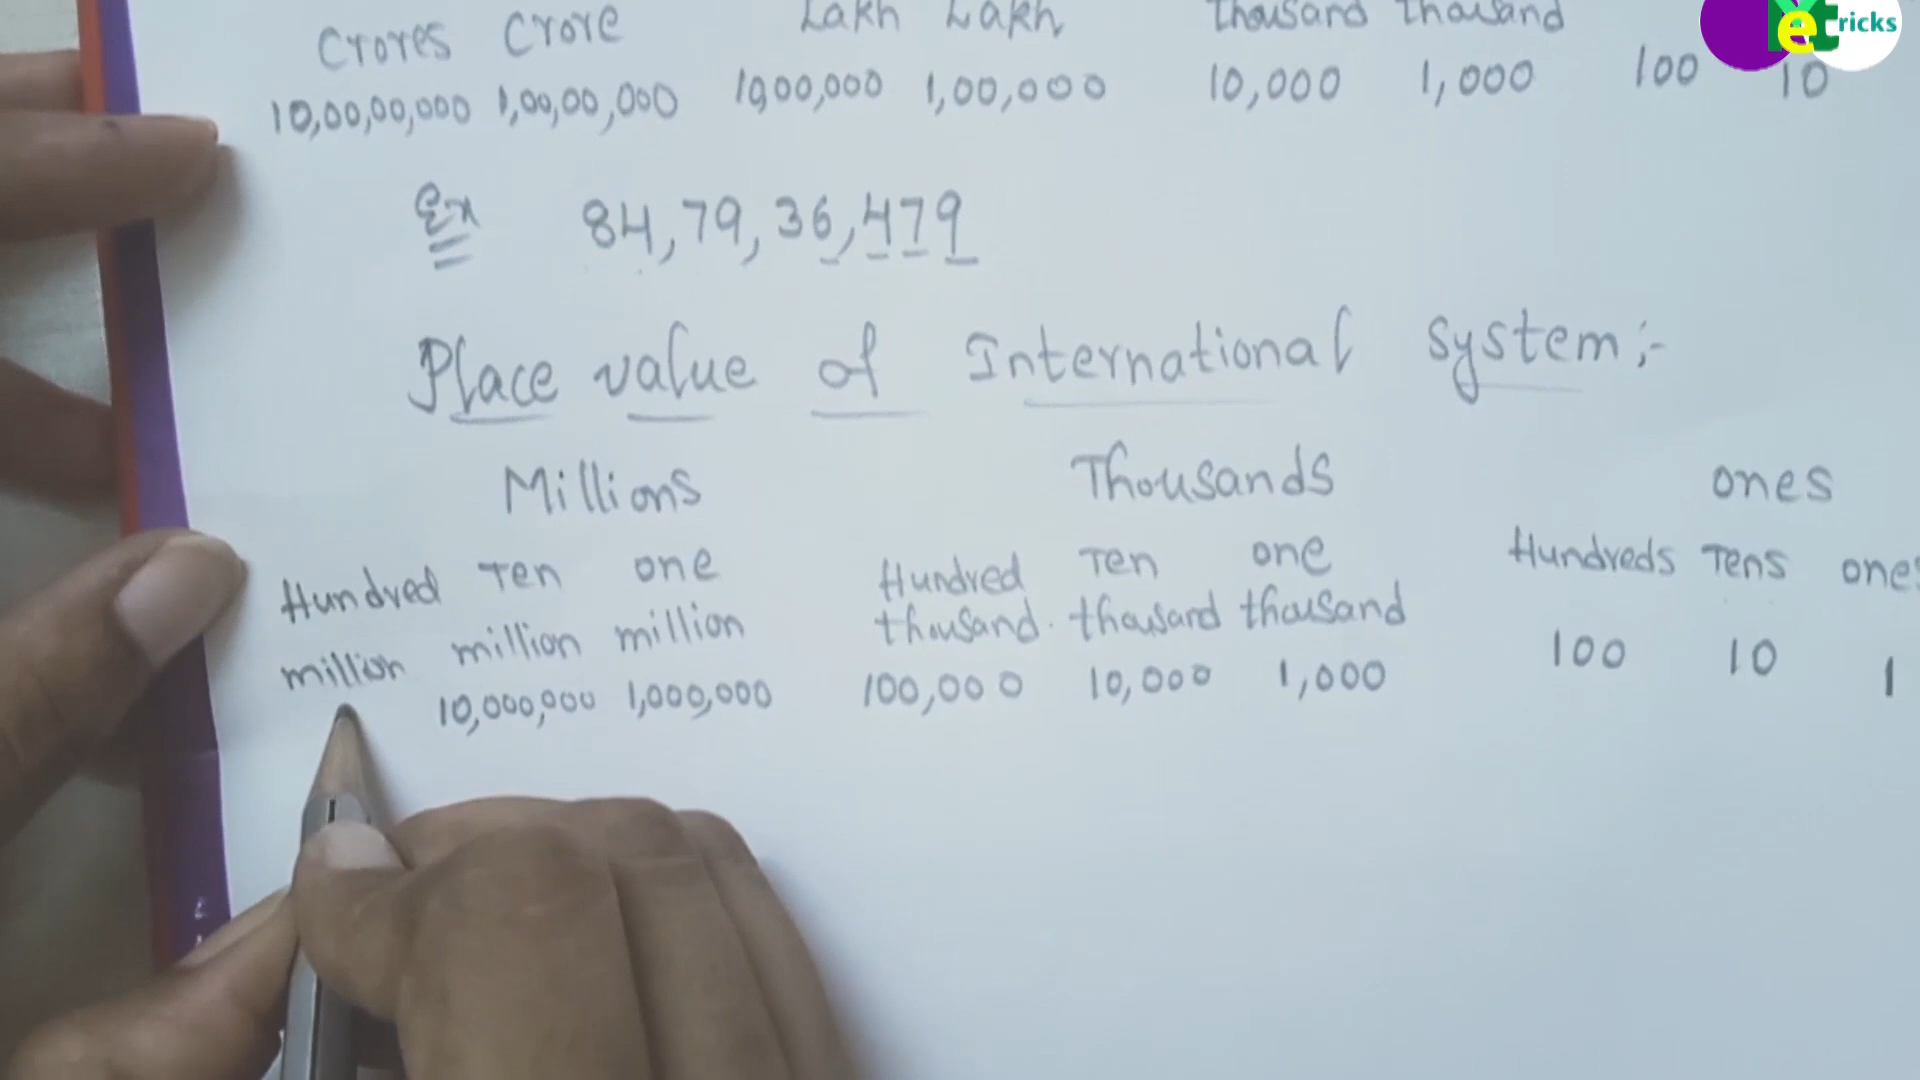 Crores Crore Lakh Lakh Thousand Thousand
10,00,00,000 1,00,00,000 10,00,000 1,00,000 10,000 1,000 100 10
Ex 84,79,36,479
Place value of International system:-
Millions Thousands ones
Hundred Ten one Hundred Ten one Hundreds Tens ones
million million million thousand thousand thousand
10,000,000 1,000,000 100,000 10,000 1,000 100 10 1